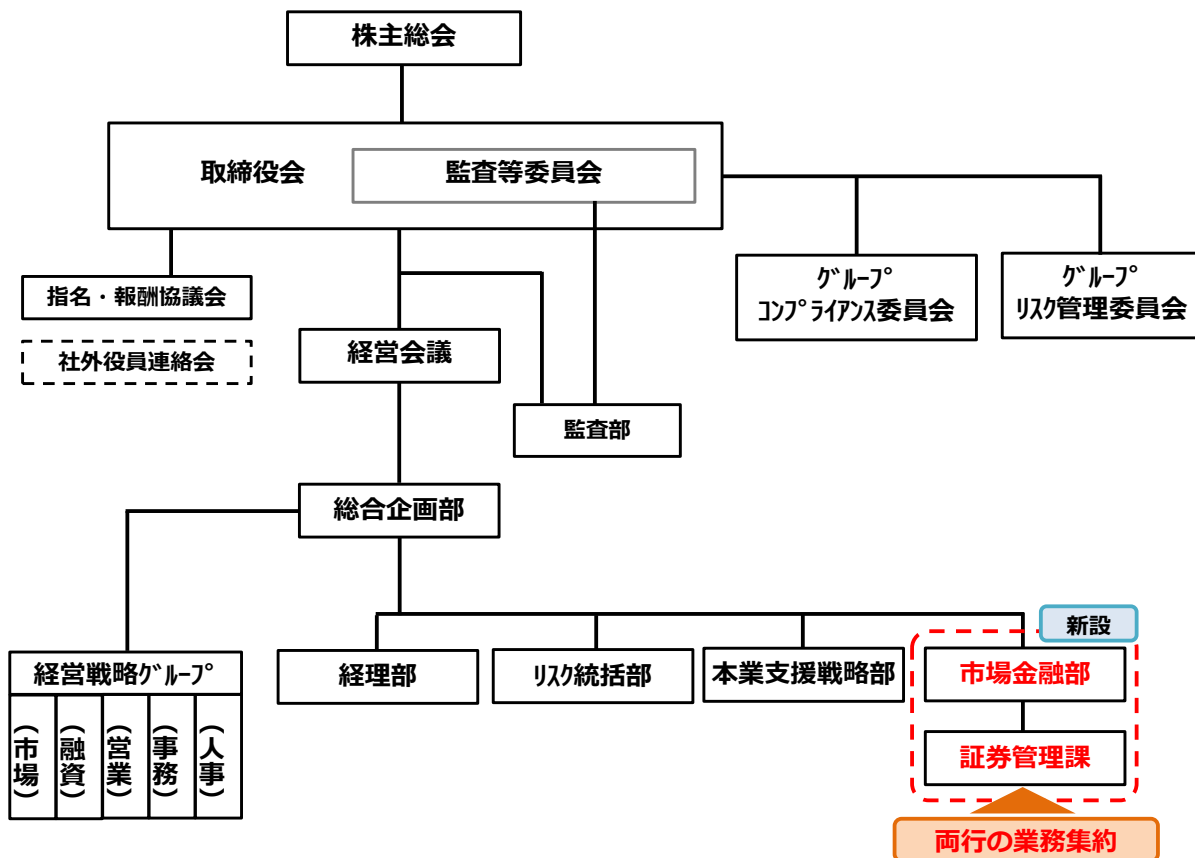 株主総会
取締役会
監査等委員会
指名・報酬協議会
社外役員連絡会
グループ
コンプライアンス委員会
グループ
リスク管理委員会
経営会議
監査部
総合企画部
新設
経営戦略グループ
(市場)
(融資)
(営業)
(事務)
(人事)
経理部
リスク統括部
本業支援戦略部
市場金融部
証券管理課
両行の業務集約